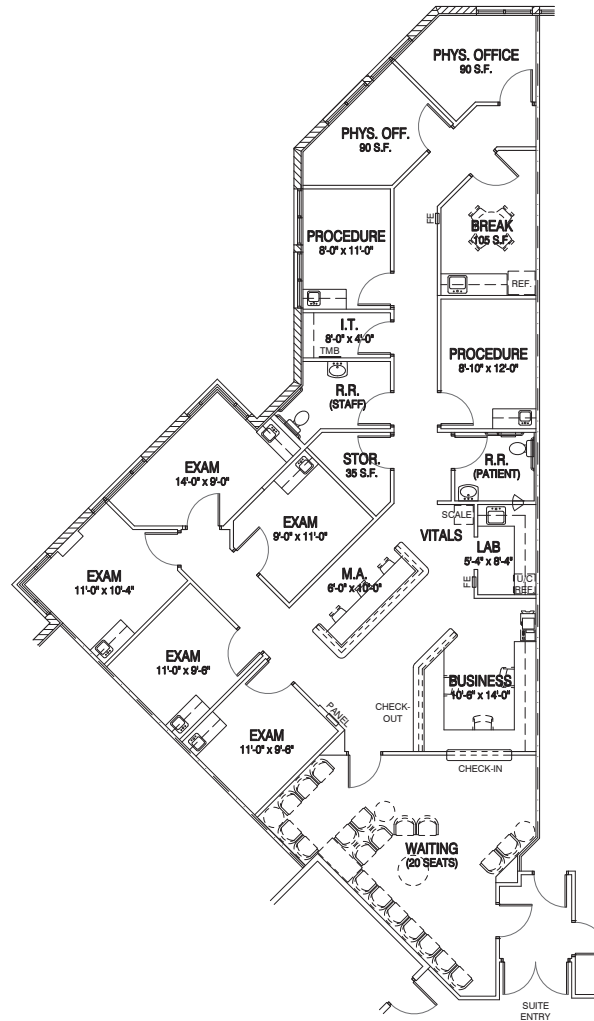 PHYS. OFFICE
90 S.F.
PHYS. OFF.
90 S.F.
FE
BREAK
105 S.F.
REF.
PROCEDURE
8'-0" x 11'-0"
I.T.
8'-0" x 4'-0"
TMB
PROCEDURE
8'-10" x 12'-0"
R.R.
(STAFF)
STOR.
35 S.F.
R.R.
(PATIENT)
EXAM
14'-0" x 9'-0"
EXAM
9'-0" x 11'-0"
SCALE
VITALS
LAB
5'-4" x 8'-4"
FE
U/C
REF.
M.A.
6'-0" x 10'-0"
EXAM
11'-0" x 10'-4"
EXAM
11'-0" x 9'-6"
EXAM
11'-0" x 9'-6"
PANEL
CHECK-
OUT
BUSINESS
10'-6" x 14'-0"
CHECK-IN
WAITING
(20 SEATS)
SUITE
ENTRY